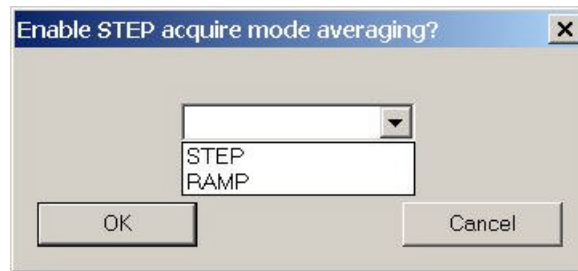 Enable STEP acquire mode averaging?
STEP
RAMP
OK
Cancel